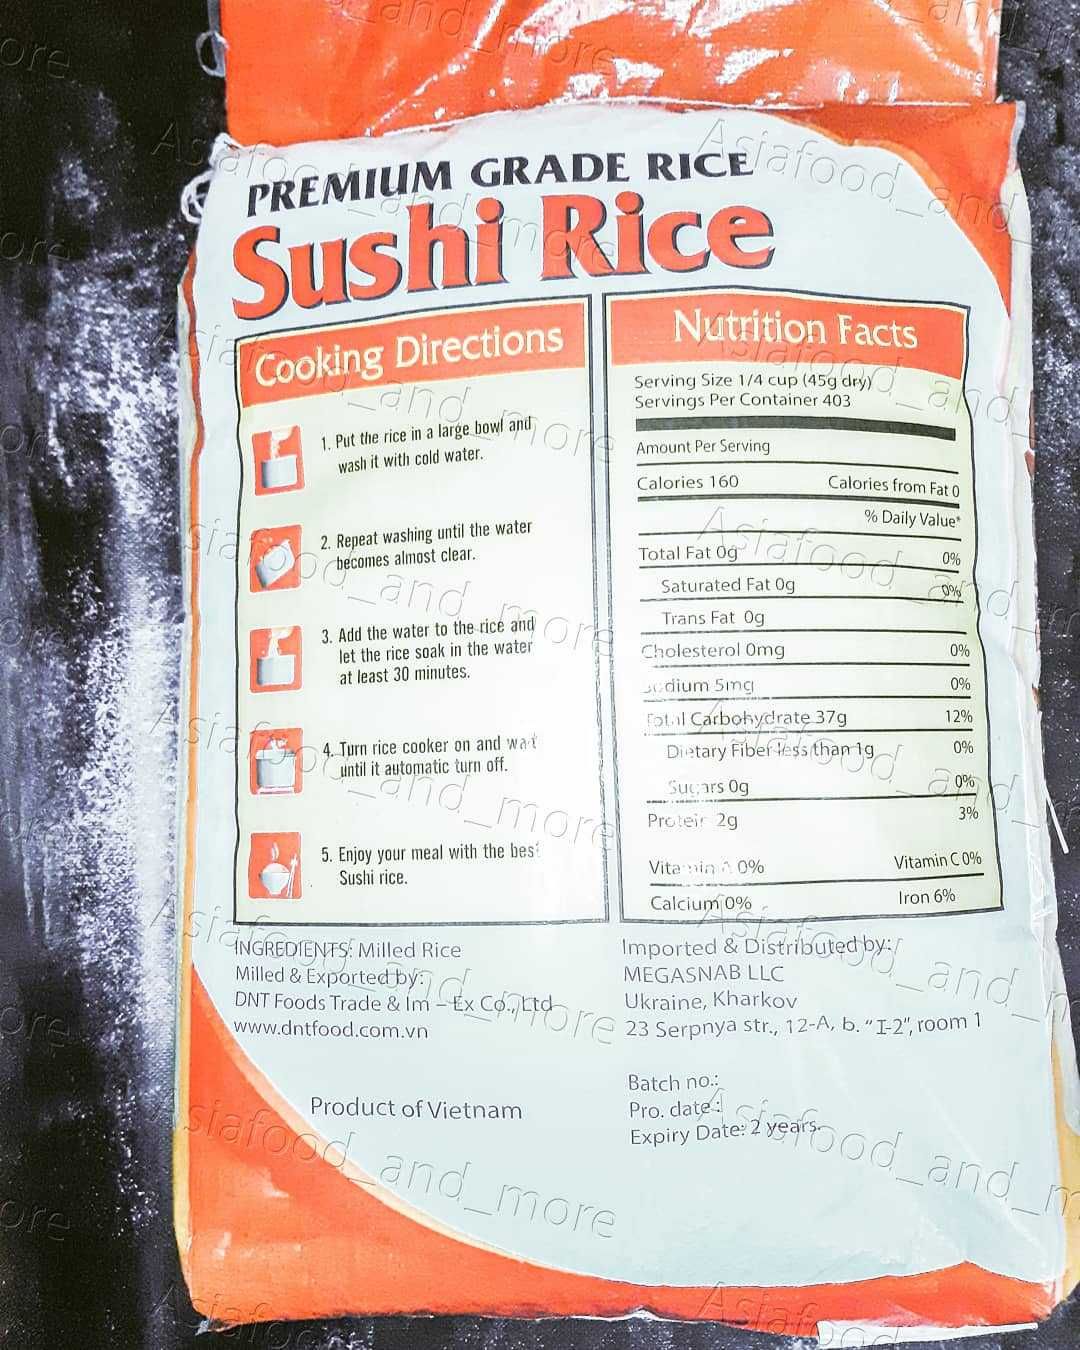 PREMIUM GRADE RICE
Sushi Rice
Cooking Directions
1. Put the rice in a large bowl and
wash it with cold water.
2. Repeat washing until the water
becomes almost clear.
3. Add the water to the rice and
let the rice soak in the water
at least 30 minutes.
4. Turn rice cooker on and wait
until it automatic turn off.
5. Enjoy your meal with the best
Sushi rice.
Nutrition Facts
Serving Size 1/4 cup (45g dry)
Servings Per Container 403
Amount Per Serving
Calories 160 Calories from Fat 0
% Daily Value*
Total Fat 0g 0%
Saturated Fat 0g 0%
Trans Fat 0g
Cholesterol 0mg 0%
Sodium 5mg 0%
Total Carbohydrate 37g 12%
Dietary Fiber less than 1g 0%
Sugars 0g 0%
Protein 2g 3%
Vitamin A 0% Vitamin C 0%
Calcium 0% Iron 6%
INGREDIENTS: Milled Rice
Milled & Exported by:
DNT Foods Trade & Im – Ex Co., Ltd
www.dntfood.com.vn
Product of Vietnam
Imported & Distributed by:
MEGASNAB LLC
Ukraine, Kharkov
23 Serpnya str., 12-A, b. "I-2", room 1
Batch no.:
Pro. date :
Expiry Date: 2 years.
Asiafood_and_more